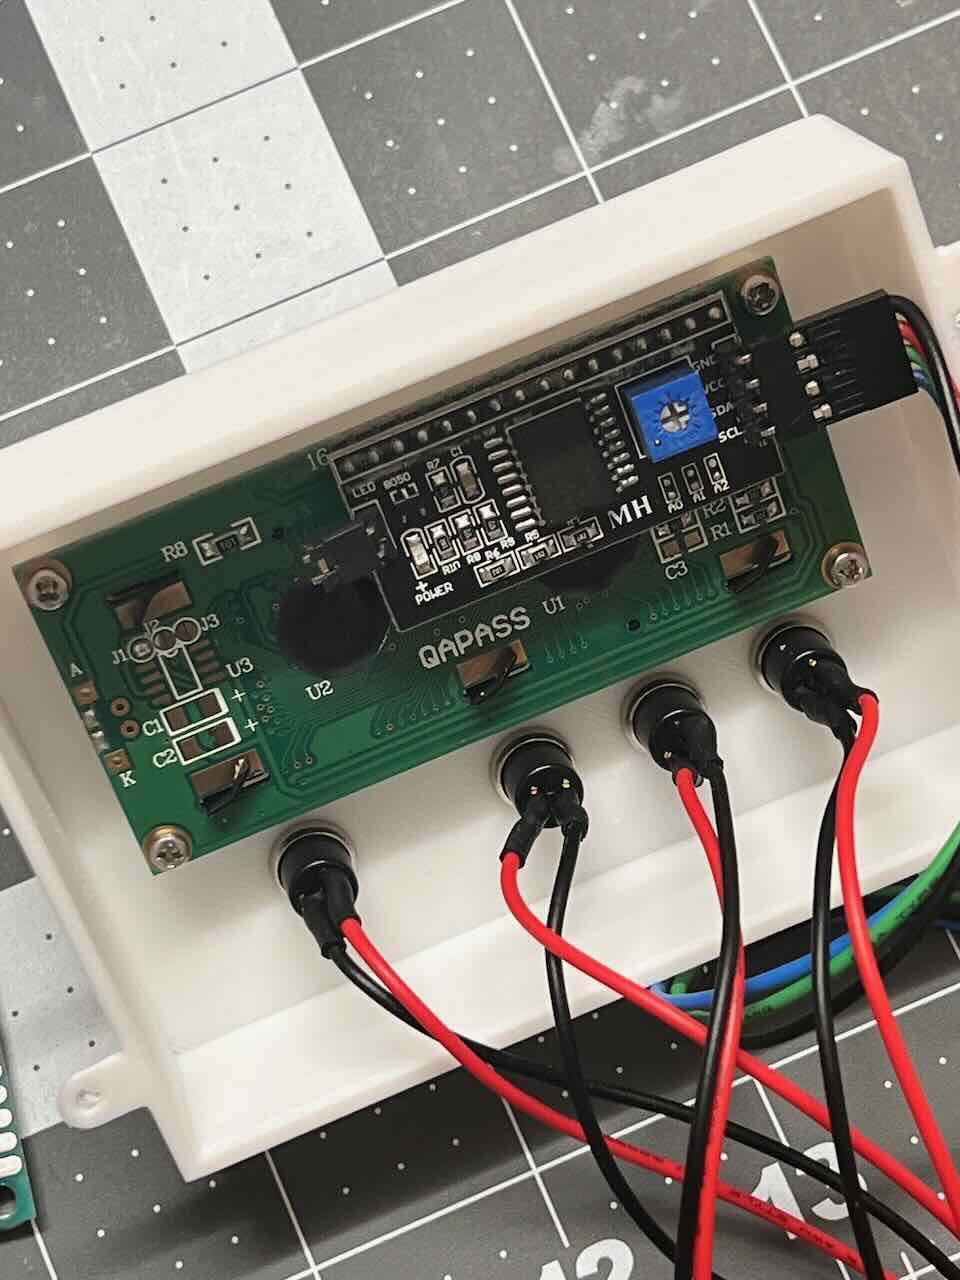 16
LED
8050
R7
C1
GND
VCC
SDA
SCL
A0
A1
A2
MH
R10
R8
R6
R9
R5
+
POWER
R8
R2
R1
C3
QAPASS
U1
U2
J1
J2
J3
U3
A
C1
+
C2
+
K
13
12